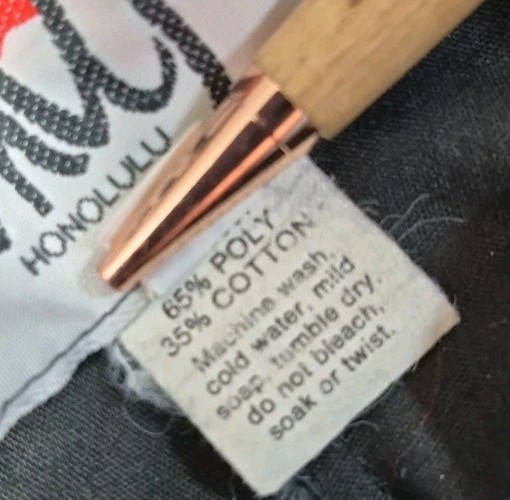 HONOLULU
65% POLY
35% COTTON
Machine wash,
cold water, mild
soap, tumble dry,
do not bleach,
soak or twist.